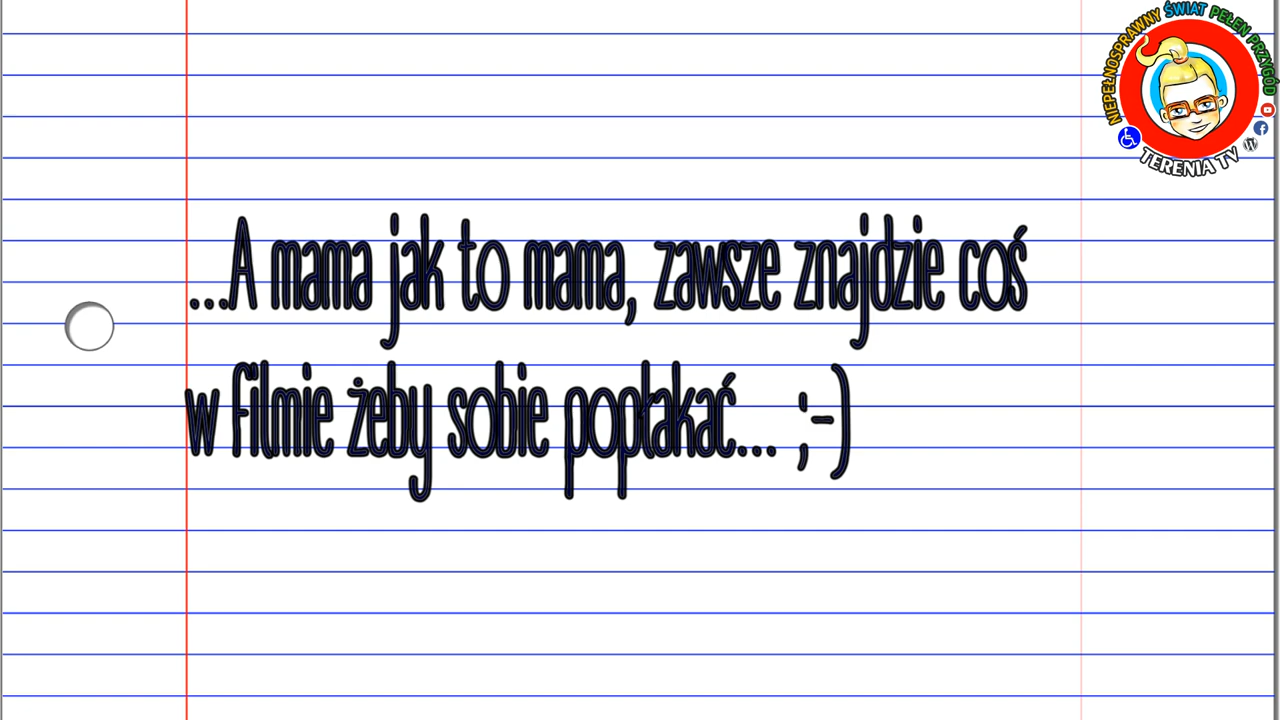 NIEPEŁNOSPRAWNY ŚWIAT PEŁEN PRZYGÓD
TERENIA TV
...A mama jak to mama, zawsze znajdzie coś
w filmie żeby sobie popłakać... ;-)